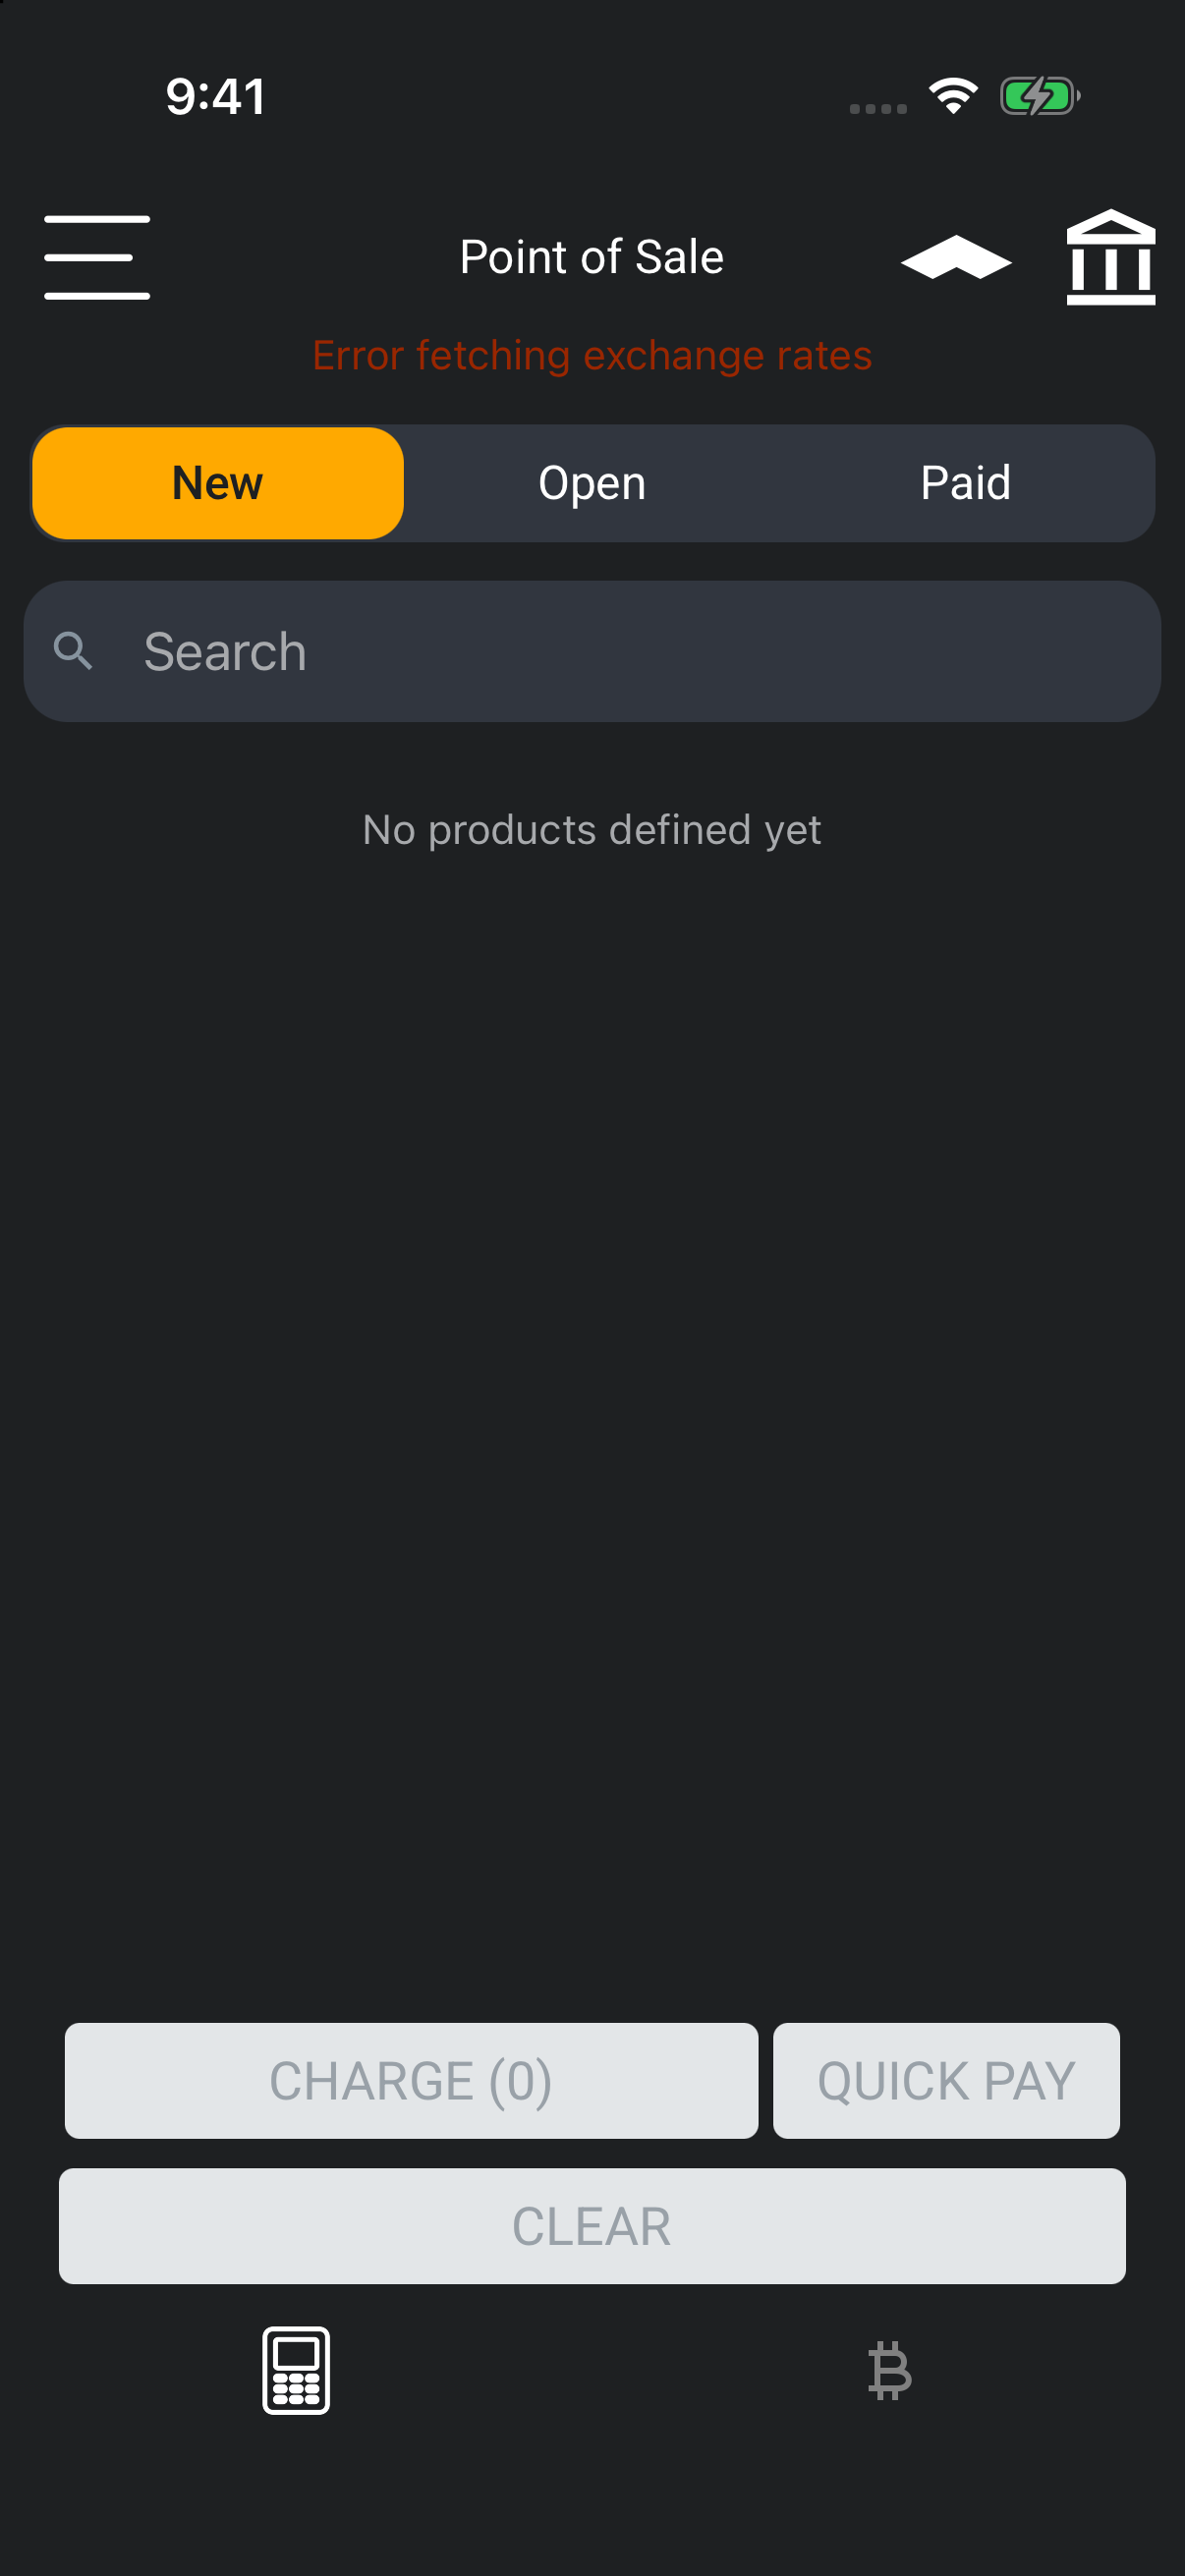 9:41
Point of Sale
Error fetching exchange rates
New Open Paid
Search
No products defined yet
CHARGE (0) QUICK PAY
CLEAR